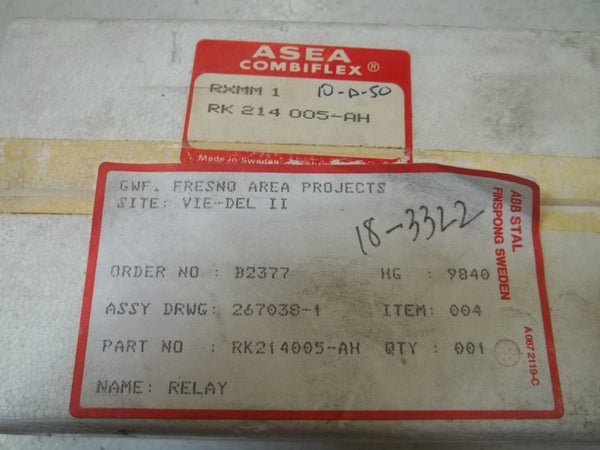 ASEA
COMBIFLEX®
RXMM 1 10-D-50
RK 214 005-AH
Made in Sweden
GWF. FRESNO AREA PROJECTS
SITE: VIE-DEL II
18-3322
ORDER NO : B2377 HG : 9840
ASSY DRWG: 267038-1 ITEM: 004
PART NO : RK214005-AH QTY : 001
NAME: RELAY
ABB STAL
FINSPONG SWEDEN
A 087 2119-C